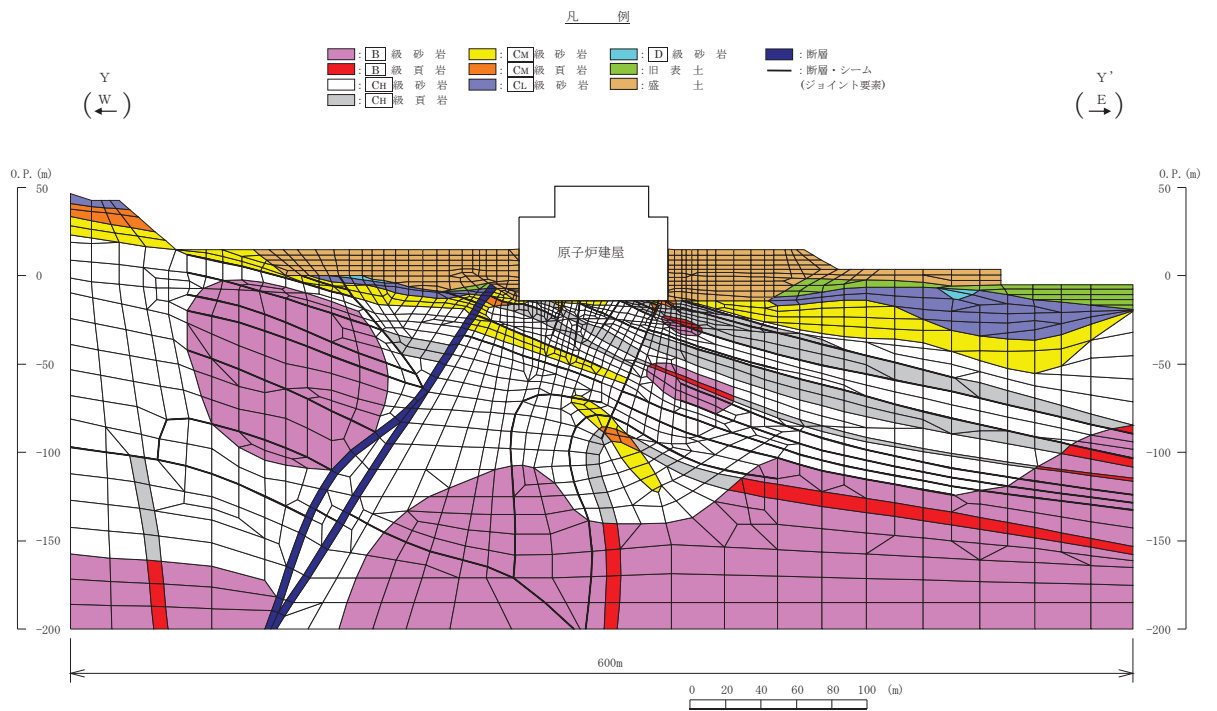 凡 例
B 級 砂 岩
CM 級 砂 岩
D 級 砂 岩
: 断層
B 級 頁 岩
CM 級 頁 岩
: 旧 表 土
: 断層・シーム
(ジョイント要素)
CH 級 砂 岩
CL 級 砂 岩
: 盛 土
CH 級 頁 岩
Y
W
Y'
E
O.P.(m)
50
0
-50
-100
-150
-200
原子炉建屋
O.P.(m)
50
0
-50
-100
-150
-200
600m
0 20 40 60 80 100 (m)